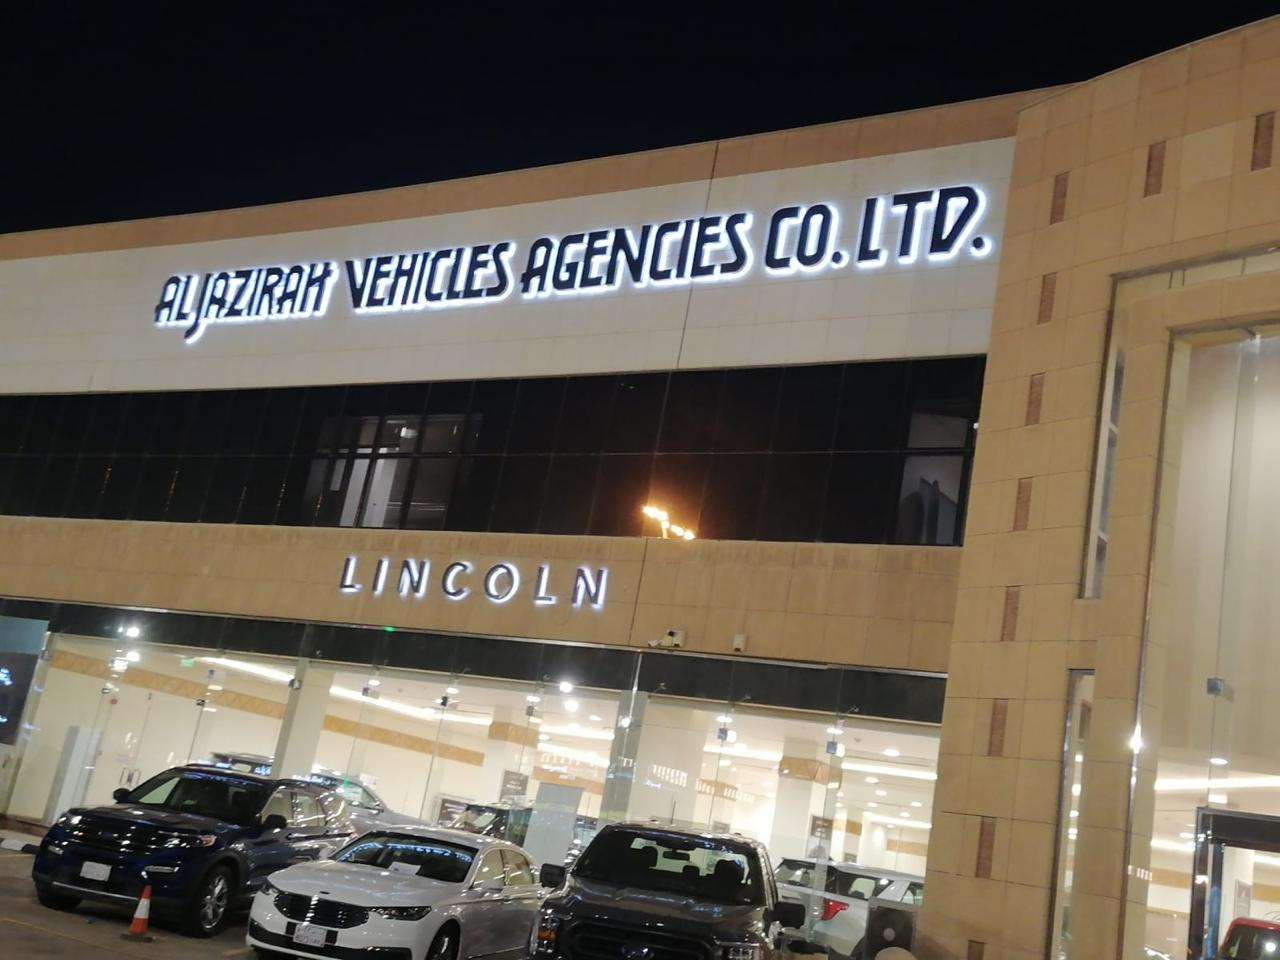 ALJAZIRAH VEHICLES AGENCIES CO. LTD.
LINCOLN